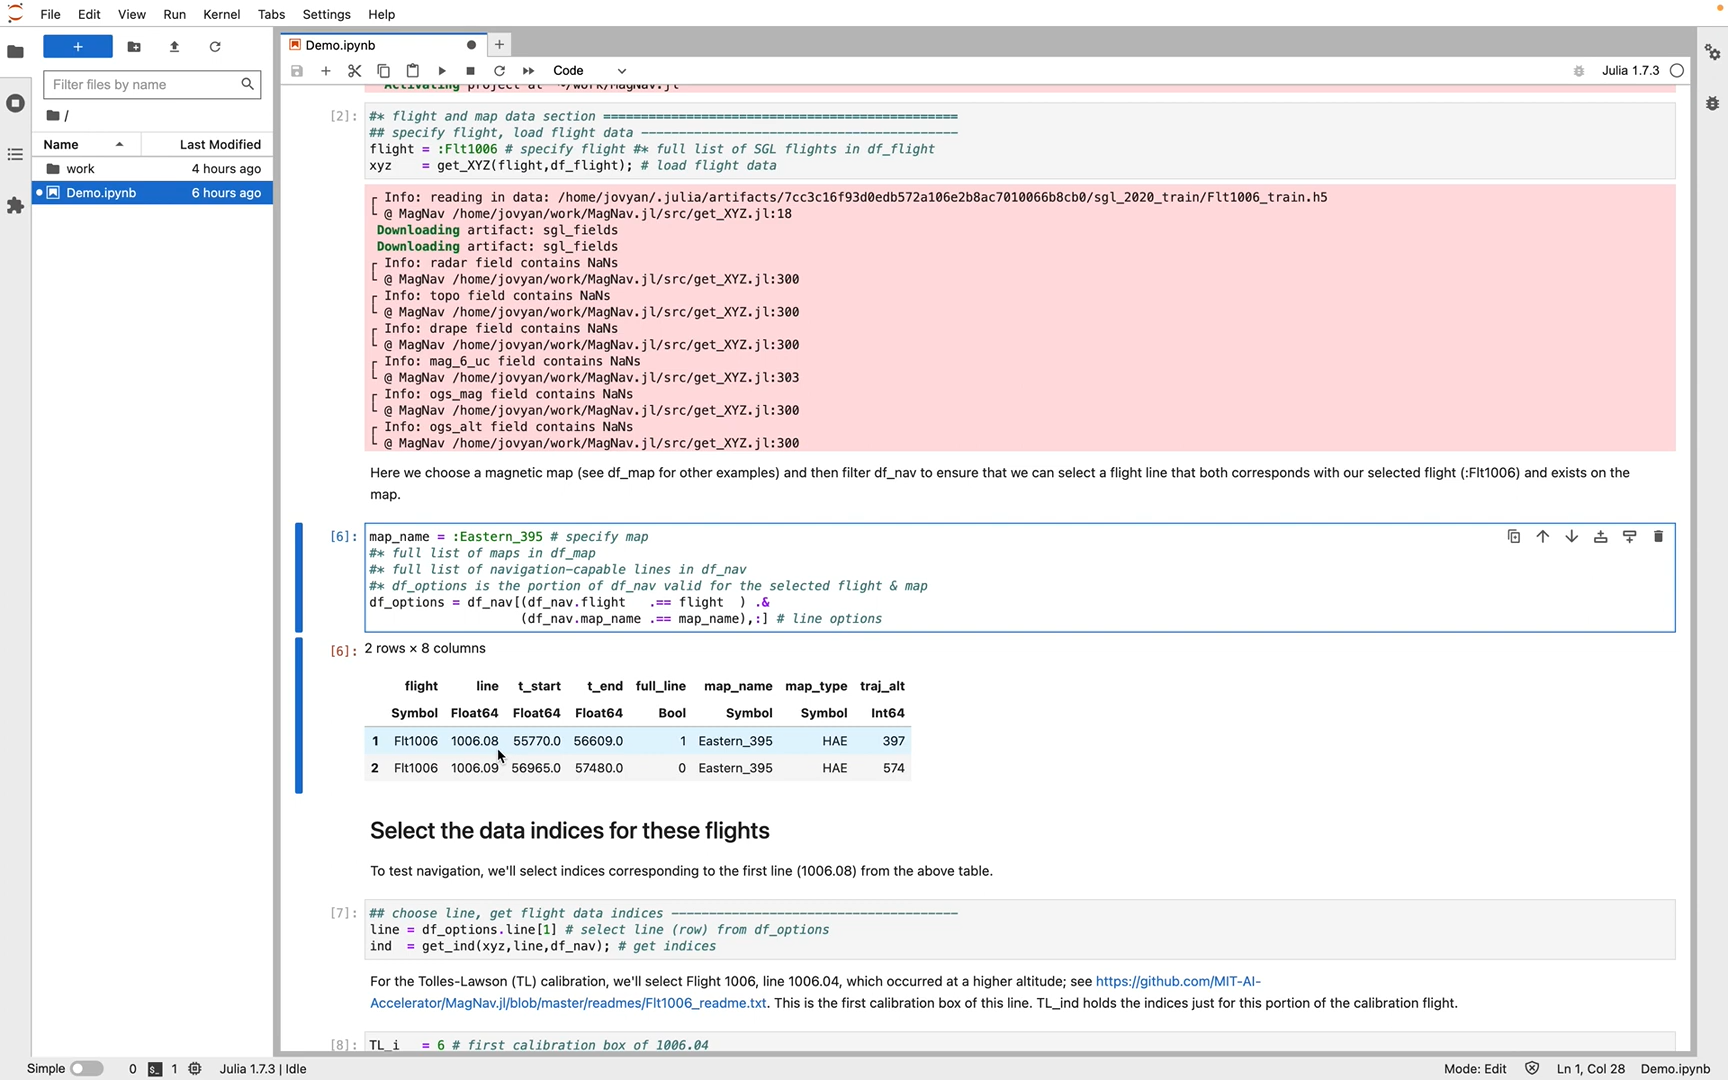 File Edit View Run Kernel Tabs Settings Help
+
Filter files by name
/
Name Last Modified
work 4 hours ago
Demo.ipynb 6 hours ago
Demo.ipynb
Code
Julia 1.7.3
Activating project at `~/work/MagNav.jl`
[2]: #* flight and map data section ==============================================
## specify flight, load flight data ------------------------------------------
flight = :Flt1006 # specify flight #* full list of SGL flights in df_flight
xyz    = get_XYZ(flight,df_flight); # load flight data
┌ Info: reading in data: /home/jovyan/.julia/artifacts/7cc3c16f93d0edb572a106e2b8ac7010066b8cb0/sgl_2020_train/Flt1006_train.h5
└ @ MagNav /home/jovyan/work/MagNav.jl/src/get_XYZ.jl:18
Downloading artifact: sgl_fields
Downloading artifact: sgl_fields
┌ Info: radar field contains NaNs
└ @ MagNav /home/jovyan/work/MagNav.jl/src/get_XYZ.jl:300
┌ Info: topo field contains NaNs
└ @ MagNav /home/jovyan/work/MagNav.jl/src/get_XYZ.jl:300
┌ Info: drape field contains NaNs
└ @ MagNav /home/jovyan/work/MagNav.jl/src/get_XYZ.jl:300
┌ Info: mag_6_uc field contains NaNs
└ @ MagNav /home/jovyan/work/MagNav.jl/src/get_XYZ.jl:303
┌ Info: ogs_mag field contains NaNs
└ @ MagNav /home/jovyan/work/MagNav.jl/src/get_XYZ.jl:300
┌ Info: ogs_alt field contains NaNs
└ @ MagNav /home/jovyan/work/MagNav.jl/src/get_XYZ.jl:300
Here we choose a magnetic map (see df_map for other examples) and then filter df_nav to ensure that we can select a flight line that both corresponds with our selected flight (:Flt1006) and exists on the
map.
[6]: map_name = :Eastern_395 # specify map
#* full list of maps in df_map
#* full list of navigation-capable lines in df_nav
#* df_options is the portion of df_nav valid for the selected flight & map
df_options = df_nav[(df_nav.flight   .== flight  ) .&
(df_nav.map_name .== map_name),:] # line options
[6]: 2 rows × 8 columns
flight line t_start t_end full_line map_name map_type traj_alt
Symbol Float64 Float64 Float64 Bool Symbol Symbol Int64
1 Flt1006 1006.08 55770.0 56609.0 1 Eastern_395 HAE 397
2 Flt1006 1006.09 56965.0 57480.0 0 Eastern_395 HAE 574
Select the data indices for these flights
To test navigation, we'll select indices corresponding to the first line (1006.08) from the above table.
[7]: ## choose line, get flight data indices --------------------------------------
line = df_options.line[1] # select line (row) from df_options
ind  = get_ind(xyz,line,df_nav); # get indices
For the Tolles-Lawson (TL) calibration, we'll select Flight 1006, line 1006.04, which occurred at a higher altitude; see https://github.com/MIT-AI-
Accelerator/MagNav.jl/blob/master/readmes/Flt1006_readme.txt. This is the first calibration box of this line. TL_ind holds the indices just for this portion of the calibration flight.
[8]: TL_i   = 6 # first calibration box of 1006.04
Simple 0 1 Julia 1.7.3 | Idle Mode: Edit Ln 1, Col 28 Demo.ipynb